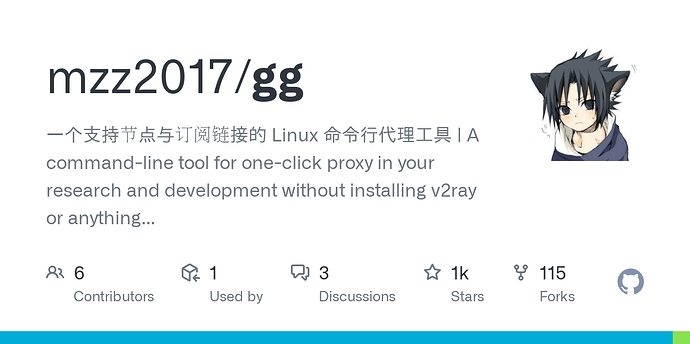 mzz2017/gg
一个支持节点与订阅链接的 Linux 命令行代理工具 | A
command-line tool for one-click proxy in your
research and development without installing v2ray
or anything...
6 1 3 1k 115
Contributors Used by Discussions Stars Forks